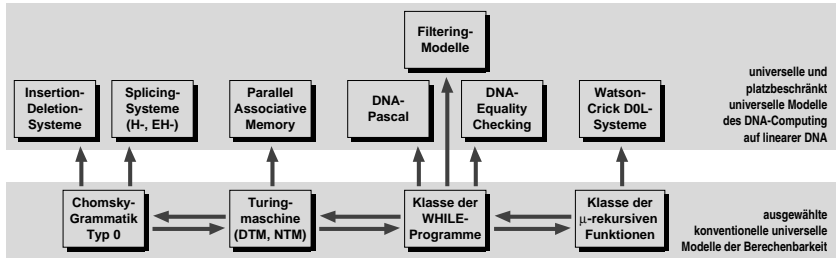 Filtering-
Modelle
Insertion-
Deletion-
Systeme
Splicing-
Systeme
(H-, EH-)
Parallel
Associative
Memory
DNA-
Pascal
DNA-
Equality
Checking
Watson-
Crick D0L-
Systeme
universelle und
platzbeschränkt
universelle Modelle
des DNA-Computing
auf linearer DNA
Chomsky-
Grammatik
Typ 0
Turing-
maschine
(DTM, NTM)
Klasse der
WHILE-
Programme
Klasse der
µ-rekursiven
Funktionen
ausgewählte
konventionelle universelle
Modelle der Berechenbarkeit